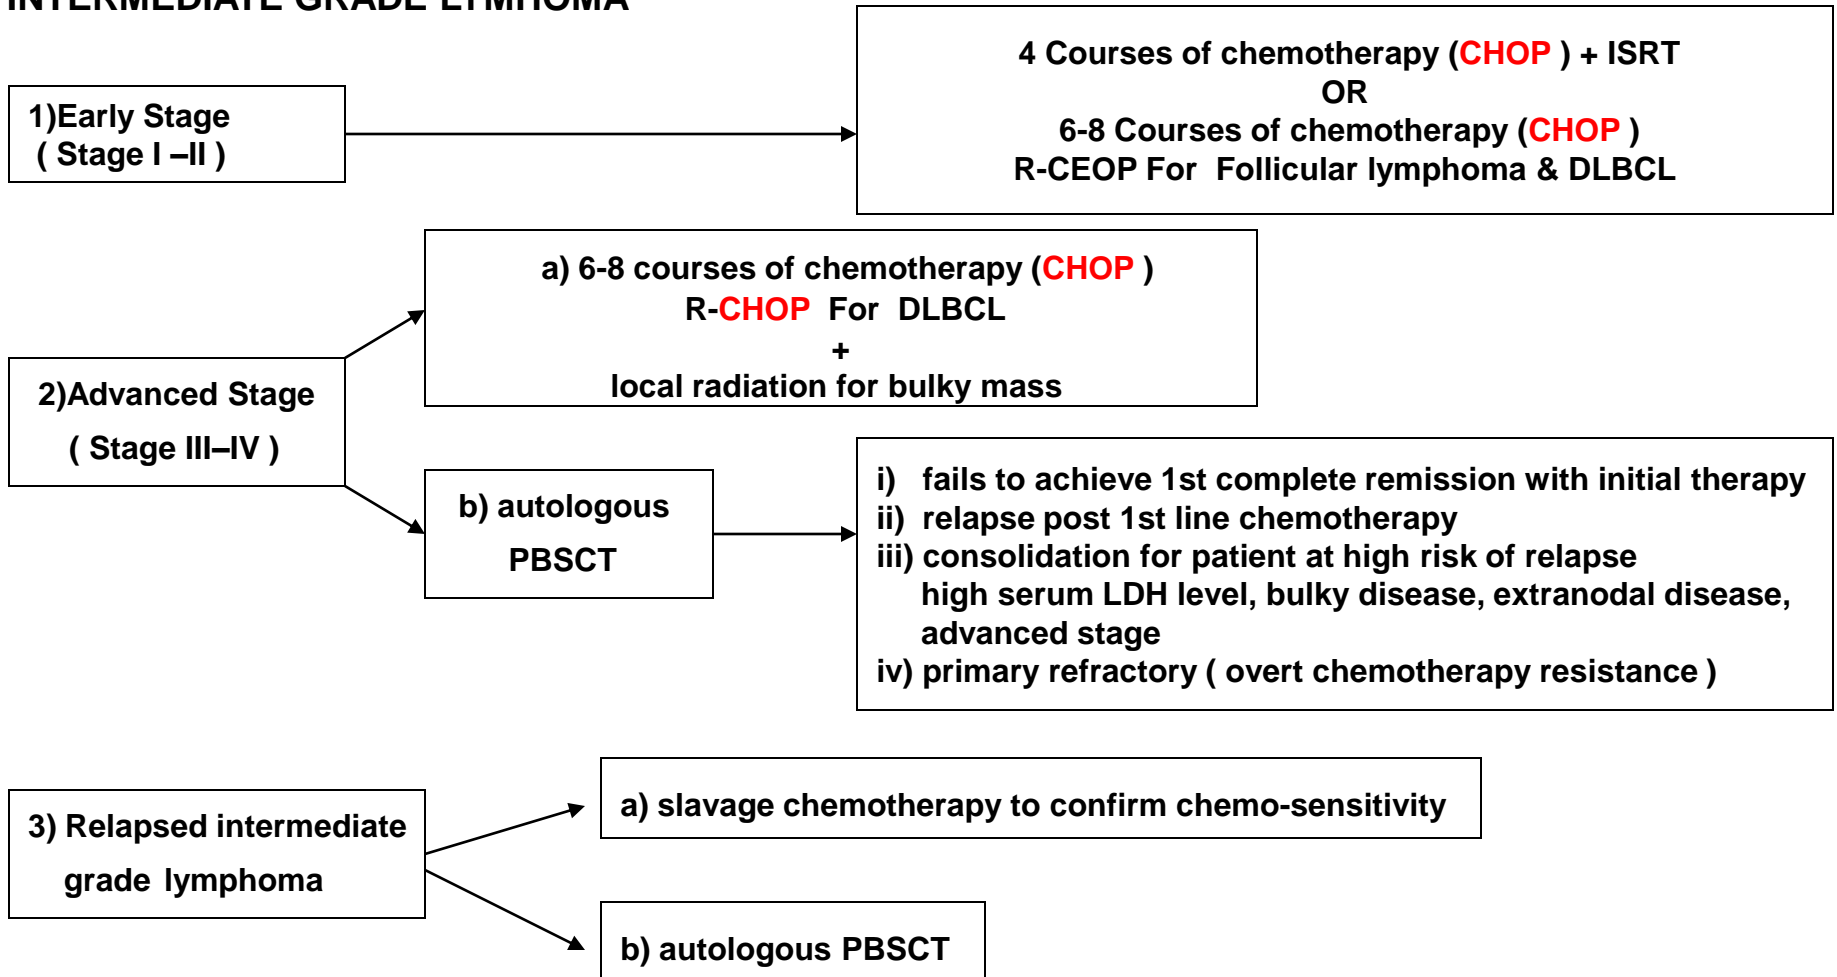 INTERMEDIATE GRADE LYMHOMA
4 Courses of chemotherapy (CHOP ) + ISRT
OR
6-8 Courses of chemotherapy (CHOP )
R-CEOP For Follicular lymphoma & DLBCL
1)Early Stage
( Stage I –II )
a) 6-8 courses of chemotherapy (CHOP )
R-CHOP For DLBCL
+
local radiation for bulky mass
2)Advanced Stage
( Stage III–IV )
b) autologous
PBSCT
i) fails to achieve 1st complete remission with initial therapy
ii) relapse post 1st line chemotherapy
iii) consolidation for patient at high risk of relapse
high serum LDH level, bulky disease, extranodal disease,
advanced stage
iv) primary refractory ( overt chemotherapy resistance )
3) Relapsed intermediate
grade lymphoma
a) slavage chemotherapy to confirm chemo-sensitivity
b) autologous PBSCT